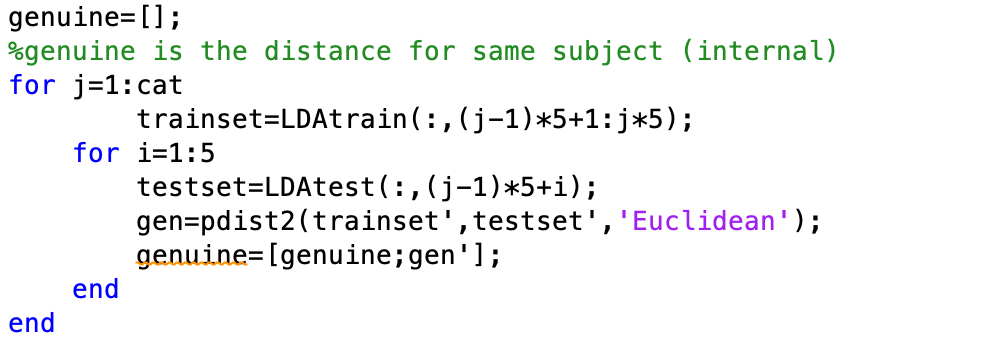 genuine=[];
%genuine is the distance for same subject (internal)
for j=1:cat
trainset=LDAtrain(:,(j-1)*5+1:j*5);
for i=1:5
testset=LDAtest(:,(j-1)*5+i);
gen=pdist2(trainset',testset','Euclidean');
genuine=[genuine;gen'];
end
end